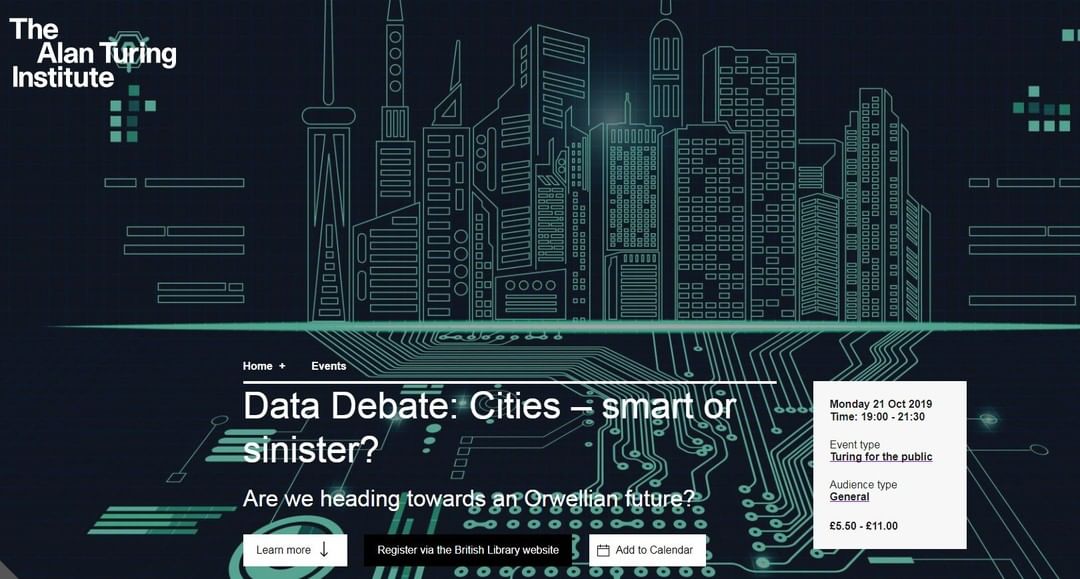 The
Alan Turing
Institute
Home +
Events
Data Debate: Cities – smart or
sinister?
Are we heading towards an Orwellian future?
Learn more ↓
Register via the British Library website
Add to Calendar
Monday 21 Oct 2019
Time: 19:00 - 21:30
Event type
Turing for the public
Audience type
General
£5.50 - £11.00